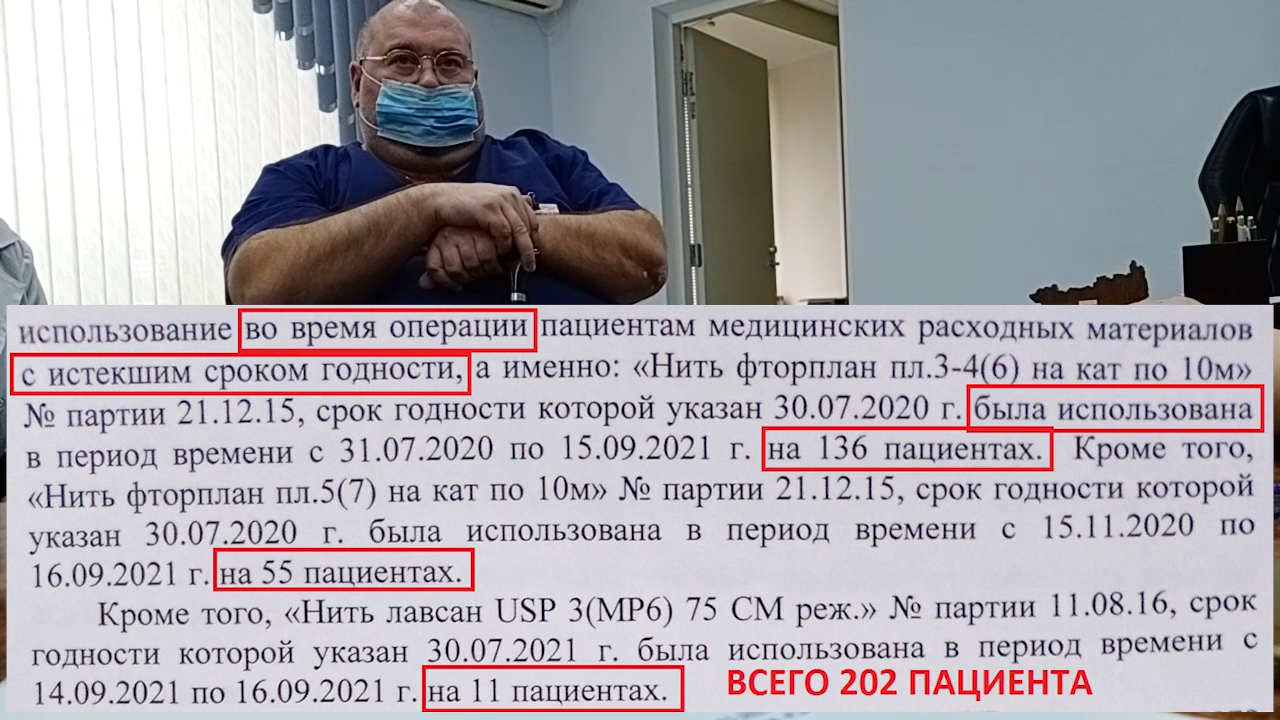 использование во время операции пациентам медицинских расходных материалов
с истекшим сроком годности, а именно: «Нить фторплан пл.3-4(6) на кат по 10м»
№ партии 21.12.15, срок годности которой указан 30.07.2020 г. была использована
в период времени с 31.07.2020 по 15.09.2021 г. на 136 пациентах. Кроме того,
«Нить фторплан пл.5(7) на кат по 10м» № партии 21.12.15, срок годности которой
указан 30.07.2020 г. была использована в период времени с 15.11.2020 по
16.09.2021 г. на 55 пациентах.
Кроме того, «Нить лавсан USP 3(МР6) 75 СМ реж.» № партии 11.08.16, срок
годности которой указан 30.07.2021 г. была использована в период времени с
14.09.2021 по 16.09.2021 г. на 11 пациентах.
ВСЕГО 202 ПАЦИЕНТА